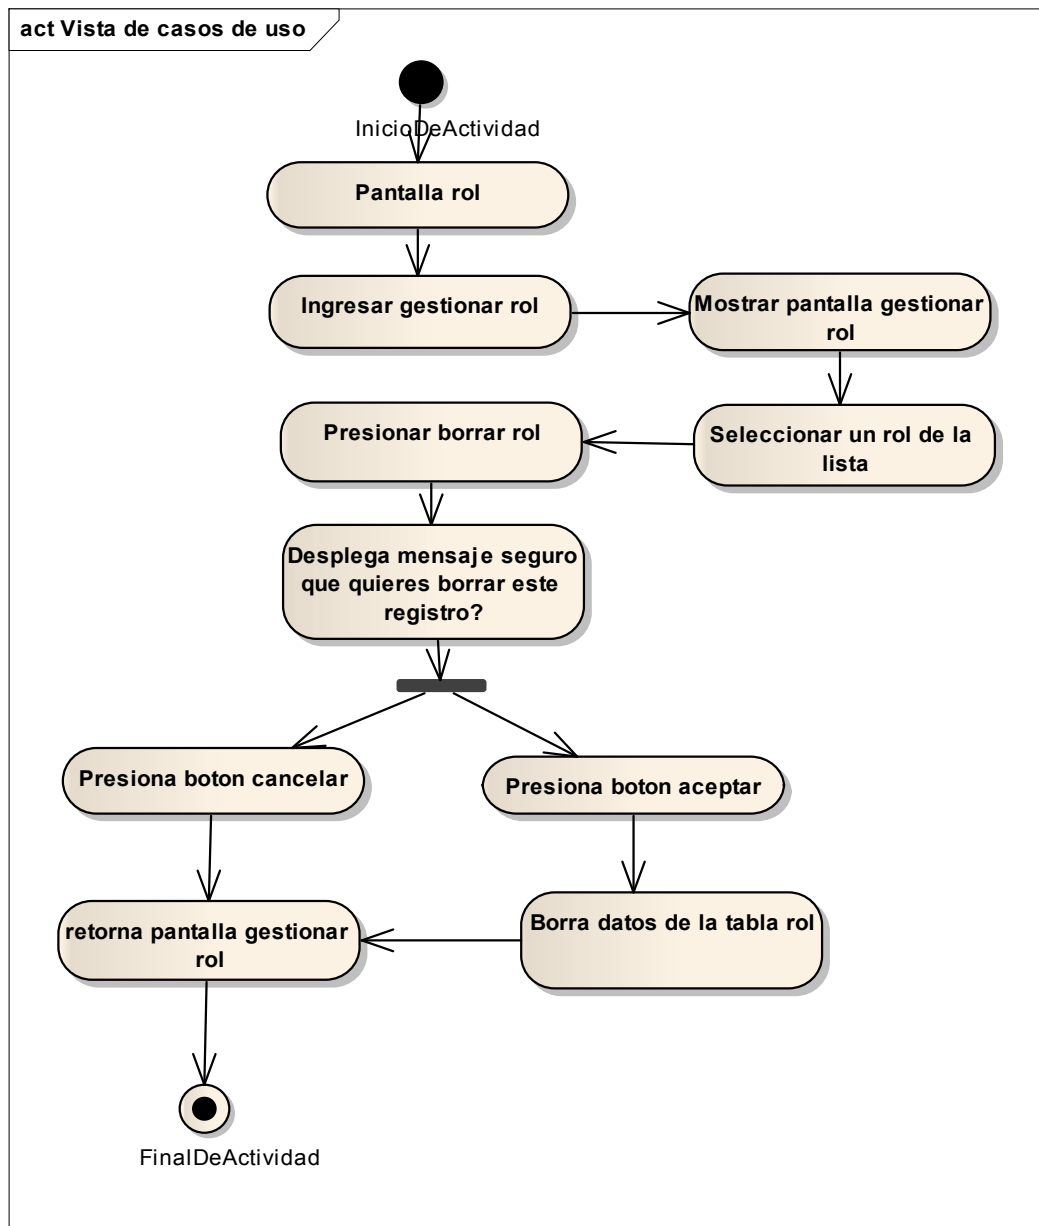 act Vista de casos de uso
InicioDeActividad
Pantalla rol
Ingresar gestionar rol
Mostrar pantalla gestionar
rol
Seleccionar un rol de la
lista
Presionar borrar rol
Desplega mensaje seguro
que quieres borrar este
registro?
Presiona boton cancelar
Presiona boton aceptar
Borra datos de la tabla rol
retorna pantalla gestionar
rol
FinalDeActividad